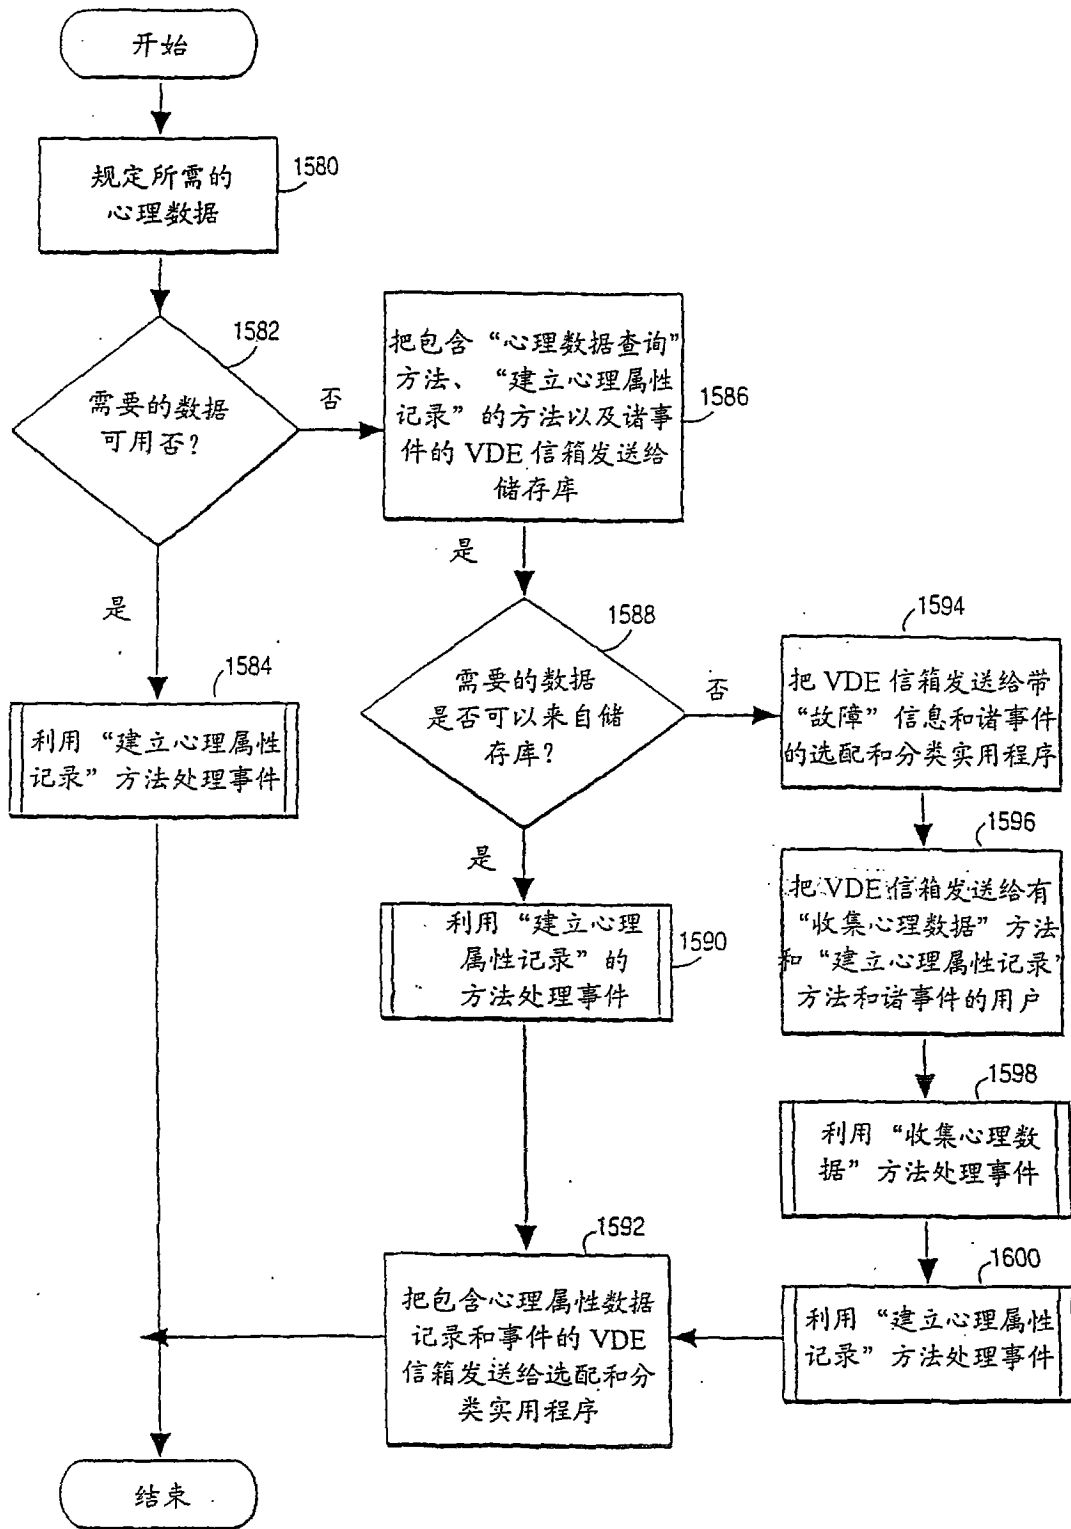 开始
规定所需的
心理数据
1580
需要的数据
可用否?
1582
否
是
把包含“心理数据查询”
方法、“建立心理属性
记录”的方法以及诸事
件的 VDE 信箱发送给
储存库
1586
是
1584
利用“建立心理属性
记录”方法处理事件
需要的数据
是否可以来自储
存库?
1588
否
是
1594
把 VDE 信箱发送给带
“故障”信息和诸事件
的选配和分类实用程序
1596
把 VDE 信箱发送给有
“收集心理数据”方法
和“建立心理属性记录”
方法和诸事件的用户
利用“建立心理
属性记录”的
方法处理事件
1590
1598
利用“收集心理数
据”方法处理事件
1600
利用“建立心理属性
记录”方法处理事件
1592
把包含心理属性数据
记录和事件的 VDE
信箱发送给选配和分
类实用程序
结束